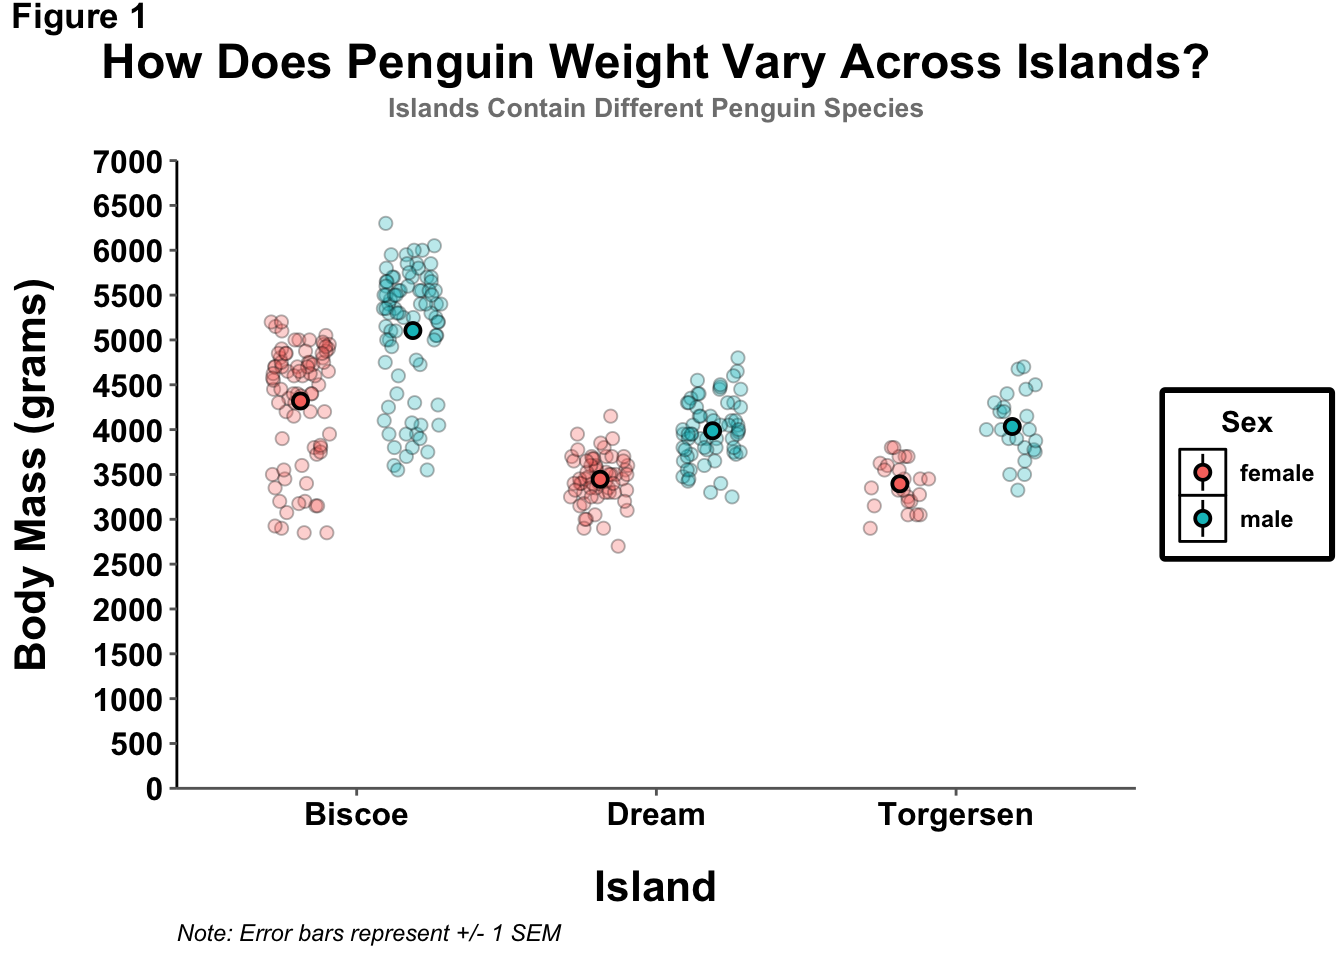 Figure 1
How Does Penguin Weight Vary Across Islands?
Islands Contain Different Penguin Species
Body Mass (grams)
7000
6500
6000
5500
5000
4500
4000
3500
3000
2500
2000
1500
1000
500
0
Biscoe Dream Torgersen
Island
Sex
female
male
Note: Error bars represent +/- 1 SEM